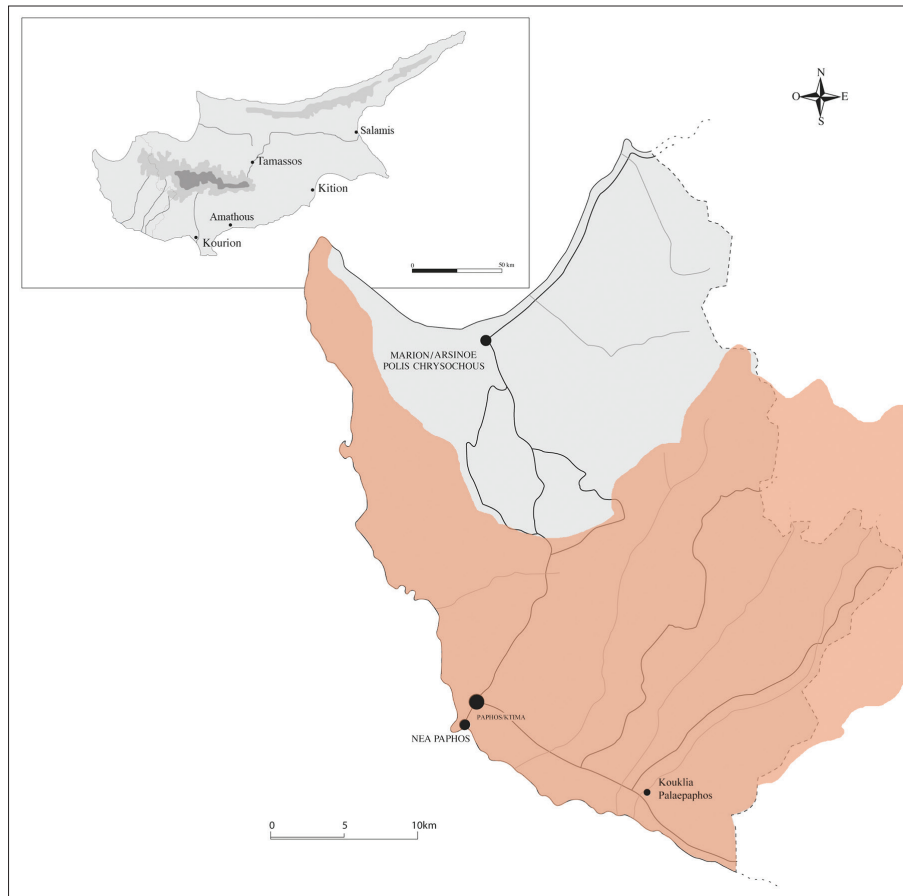 Salamis
Tamassos
Kition
Amathous
Kourion
0
50 km
N
O
E
S
MARION/ARSINOE
POLIS CHRYSOCHOUS
PAPHOS/KTIMA
NEA PAPHOS
Kouklia
Palaepaphos
0
5
10km